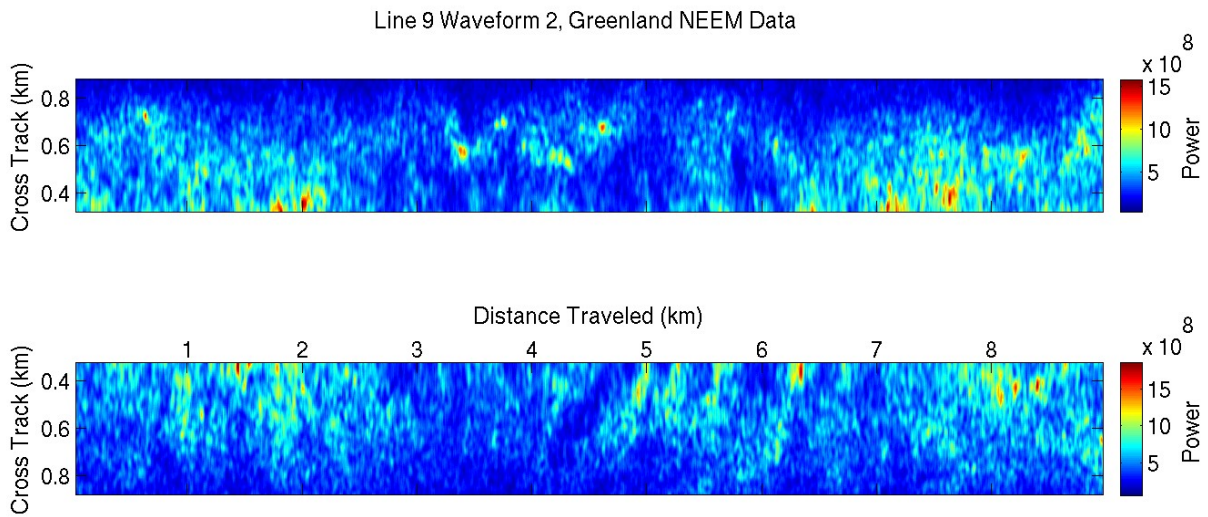 Line 9 Waveform 2, Greenland NEEM Data
Cross Track (km)
0.8
0.6
0.4
x 10 8
15
10
5
Power
Distance Traveled (km)
1 2 3 4 5 6 7 8
Cross Track (km)
0.4
0.6
0.8
x 10 8
15
10
5
Power